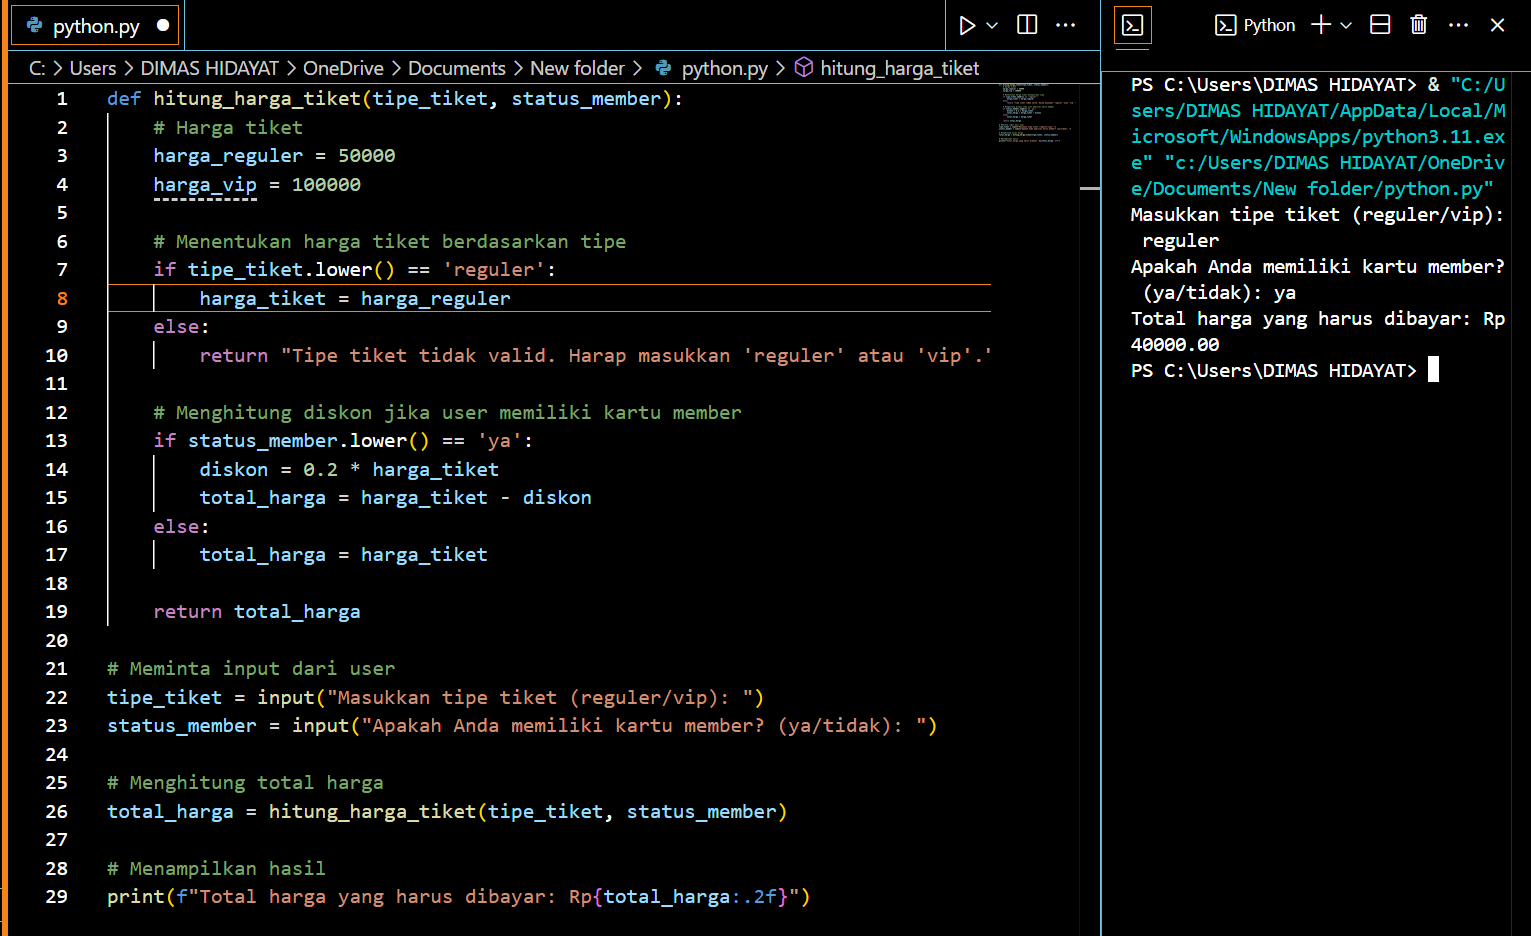 python.py
C: > Users > DIMAS HIDAYAT > OneDrive > Documents > New folder > python.py > hitung_harga_tiket
1 def hitung_harga_tiket(tipe_tiket, status_member):
2     # Harga tiket
3     harga_reguler = 50000
4     harga_vip = 100000
5
6     # Menentukan harga tiket berdasarkan tipe
7     if tipe_tiket.lower() == 'reguler':
8         harga_tiket = harga_reguler
9     else:
10         return "Tipe tiket tidak valid. Harap masukkan 'reguler' atau 'vip'.'
11
12     # Menghitung diskon jika user memiliki kartu member
13     if status_member.lower() == 'ya':
14         diskon = 0.2 * harga_tiket
15         total_harga = harga_tiket - diskon
16     else:
17         total_harga = harga_tiket
18
19     return total_harga
20
21 # Meminta input dari user
22 tipe_tiket = input("Masukkan tipe tiket (reguler/vip): ")
23 status_member = input("Apakah Anda memiliki kartu member? (ya/tidak): ")
24
25 # Menghitung total harga
26 total_harga = hitung_harga_tiket(tipe_tiket, status_member)
27
28 # Menampilkan hasil
29 print(f"Total harga yang harus dibayar: Rp{total_harga:.2f}")
Python
PS C:\Users\DIMAS HIDAYAT> & "C:/U
sers/DIMAS HIDAYAT/AppData/Local/M
icrosoft/WindowsApps/python3.11.ex
e" "c:/Users/DIMAS HIDAYAT/OneDriv
e/Documents/New folder/python.py"
Masukkan tipe tiket (reguler/vip):
 reguler
Apakah Anda memiliki kartu member?
 (ya/tidak): ya
Total harga yang harus dibayar: Rp
40000.00
PS C:\Users\DIMAS HIDAYAT>